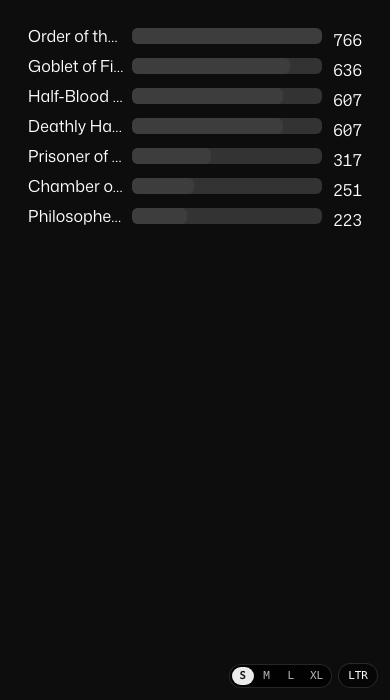 Order of th... 766
Goblet of Fi... 636
Half-Blood ... 607
Deathly Ha... 607
Prisoner of ... 317
Chamber o... 251
Philosophe... 223
S M L XL LTR